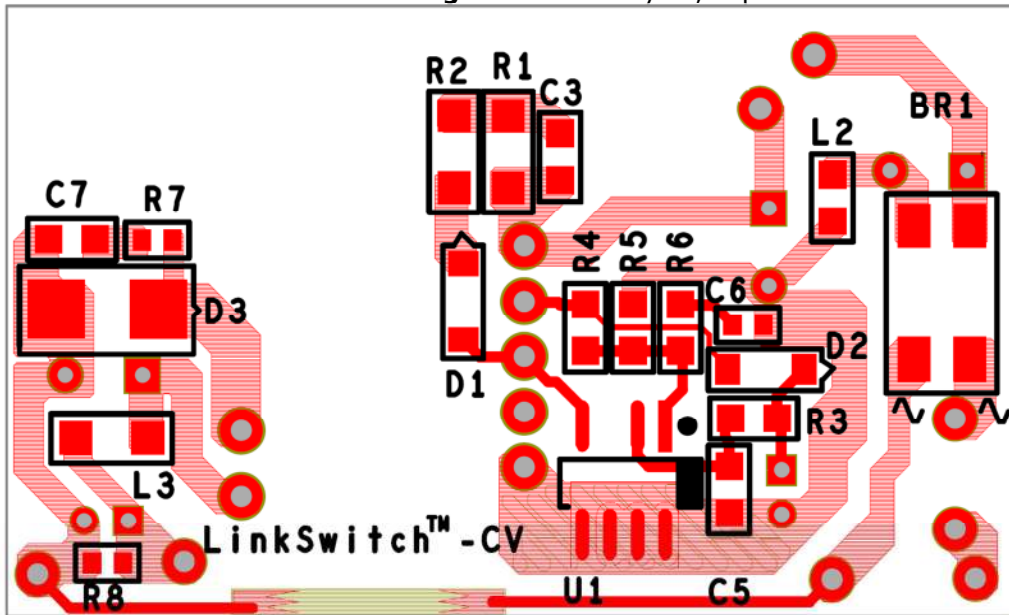 R2
R1
C3
BR1
L2
C7
R7
R4
R5
R6
C6
D3
D2
D1
R3
L3
LinkSwitch™-CV
R8
U1
C5